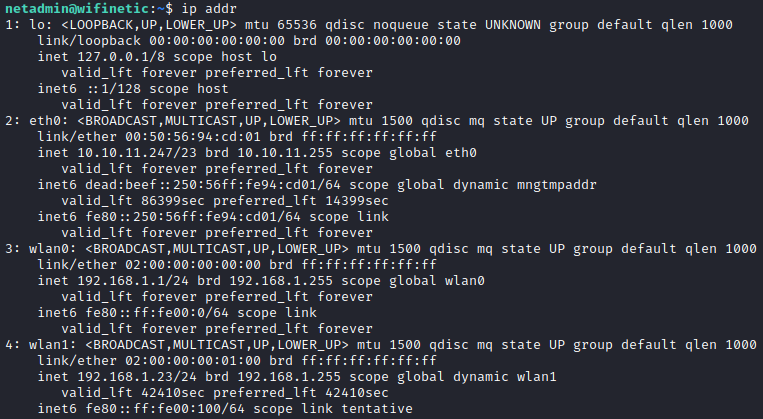 netadmin@wifinetic:~$ ip addr
1: lo: <LOOPBACK,UP,LOWER_UP> mtu 65536 qdisc noqueue state UNKNOWN group default qlen 1000
    link/loopback 00:00:00:00:00:00 brd 00:00:00:00:00:00
    inet 127.0.0.1/8 scope host lo
       valid_lft forever preferred_lft forever
    inet6 ::1/128 scope host
       valid_lft forever preferred_lft forever
2: eth0: <BROADCAST,MULTICAST,UP,LOWER_UP> mtu 1500 qdisc mq state UP group default qlen 1000
    link/ether 00:50:56:94:cd:01 brd ff:ff:ff:ff:ff:ff
    inet 10.10.11.247/23 brd 10.10.11.255 scope global eth0
       valid_lft forever preferred_lft forever
    inet6 dead:beef::250:56ff:fe94:cd01/64 scope global dynamic mngtmpaddr
       valid_lft 86399sec preferred_lft 14399sec
    inet6 fe80::250:56ff:fe94:cd01/64 scope link
       valid_lft forever preferred_lft forever
3: wlan0: <BROADCAST,MULTICAST,UP,LOWER_UP> mtu 1500 qdisc mq state UP group default qlen 1000
    link/ether 02:00:00:00:00:00 brd ff:ff:ff:ff:ff:ff
    inet 192.168.1.1/24 brd 192.168.1.255 scope global wlan0
       valid_lft forever preferred_lft forever
    inet6 fe80::ff:fe00:0/64 scope link
       valid_lft forever preferred_lft forever
4: wlan1: <BROADCAST,MULTICAST,UP,LOWER_UP> mtu 1500 qdisc mq state UP group default qlen 1000
    link/ether 02:00:00:00:01:00 brd ff:ff:ff:ff:ff:ff
    inet 192.168.1.23/24 brd 192.168.1.255 scope global dynamic wlan1
       valid_lft 42410sec preferred_lft 42410sec
    inet6 fe80::ff:fe00:100/64 scope link tentative